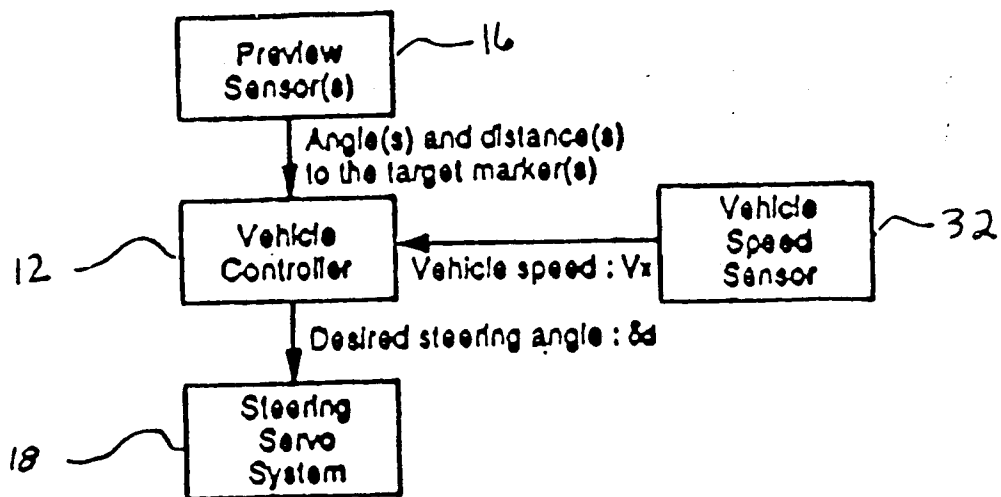 Preview
Sensor(s)
16
Angle(s) and distance(s)
to the target marker(s)
Vehicle
Controller
12
Vehicle speed : Vx
Vehicle
Speed
Sensor
32
Desired steering angle : δd
Steering
Servo
System
18